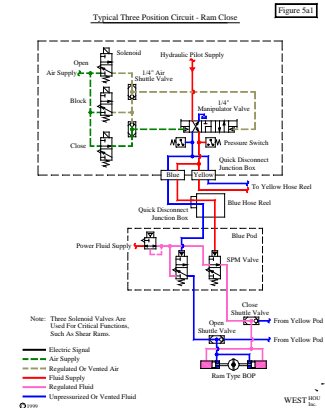 Figure 5a1
Typical Three Position Circuit - Ram Close
Solenoid
Hydraulic Pilot Supply
Open
Air Supply
1/4" Air
Shuttle Valve
Block
1/4"
Manipulator Valve
Close
Pressure Switch
Quick Disconnect
Junction Box
Blue
Yellow
To Yellow Hose Reel
Blue Hose Reel
Quick Disconnect
Junction Box
Blue Pod
Power Fluid Supply
SPM Valve
Close
Shuttle Valve
Note: Three Solenoid Valves Are
Used For Critical Functions,
Such As Shear Rams.
Open
Shuttle Valve
From Yellow Pod
From Yellow Pod
Electric Signal
Air Supply
Regulated Or Vented Air
Fluid Supply
Regulated Fluid
Unpressurized Or Vented Fluid
Ram Type BOP
WEST HOU
Inc.
©1999